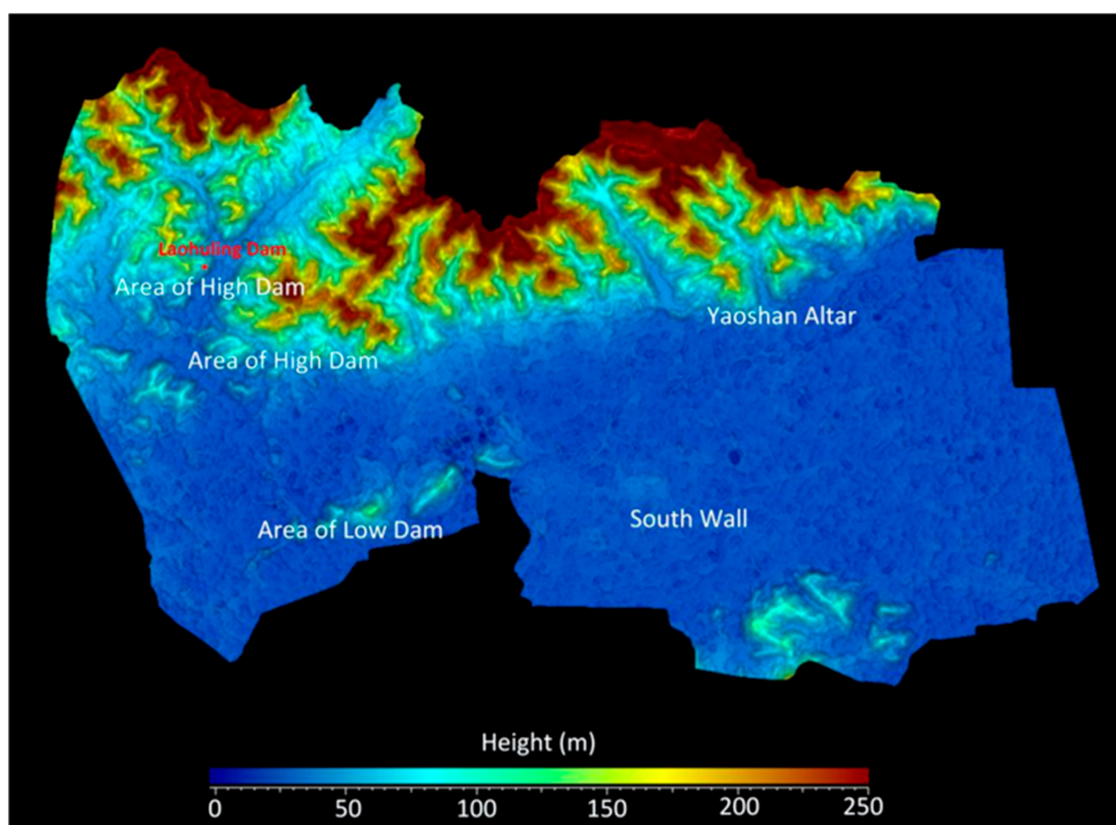 Laohuling Dam
Area of High Dam
Yaoshan Altar
Area of High Dam
South Wall
Area of Low Dam
Height (m)
0 50 100 150 200 250